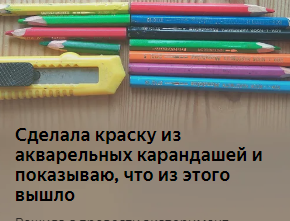 Сделала краску из
акварельных карандашей и
показываю, что из этого
вышло